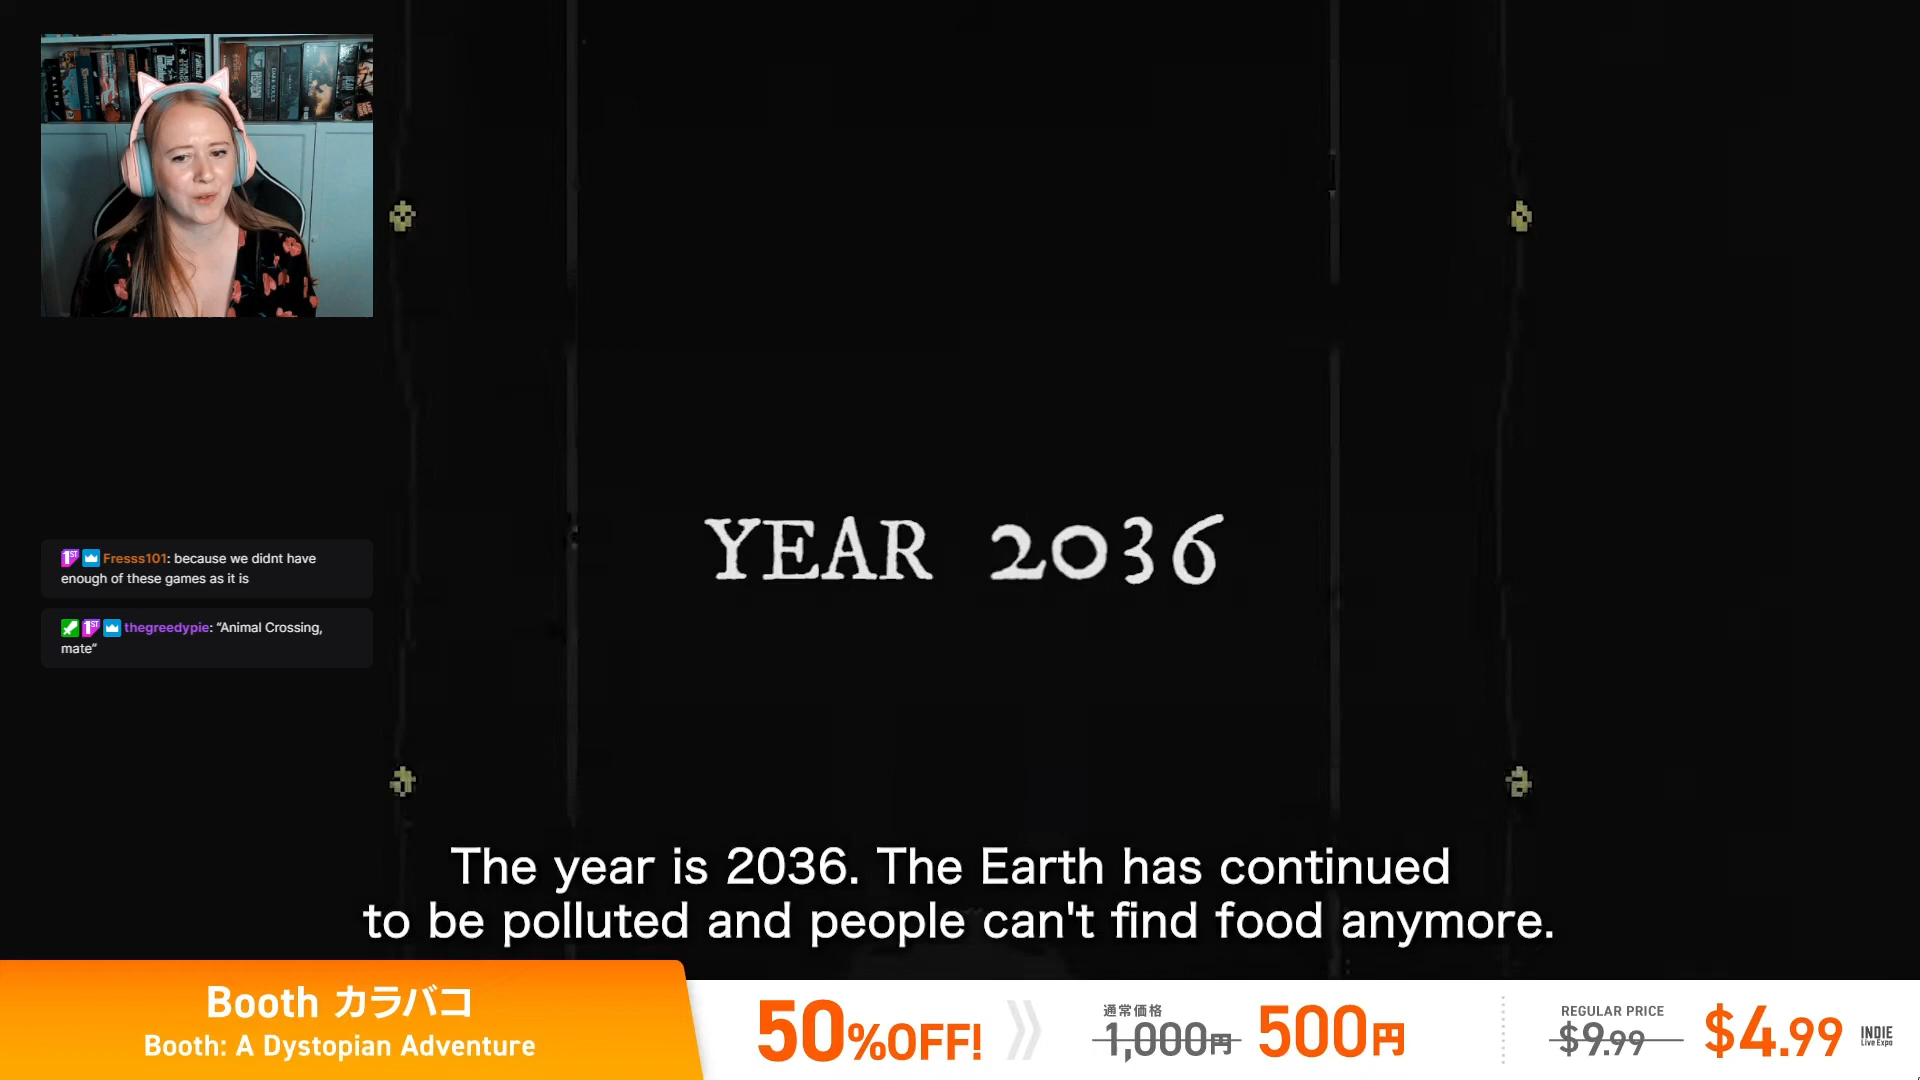 Fresss101: because we didnt have
enough of these games as it is
thegreedypie: “Animal Crossing,
mate”
YEAR 2036
The year is 2036. The Earth has continued
to be polluted and people can't find food anymore.
Booth カラバコ
Booth: A Dystopian Adventure
50%OFF!
通常価格
1,000円
500円
REGULAR PRICE
$9.99
$4.99
INDIE
Live Expo